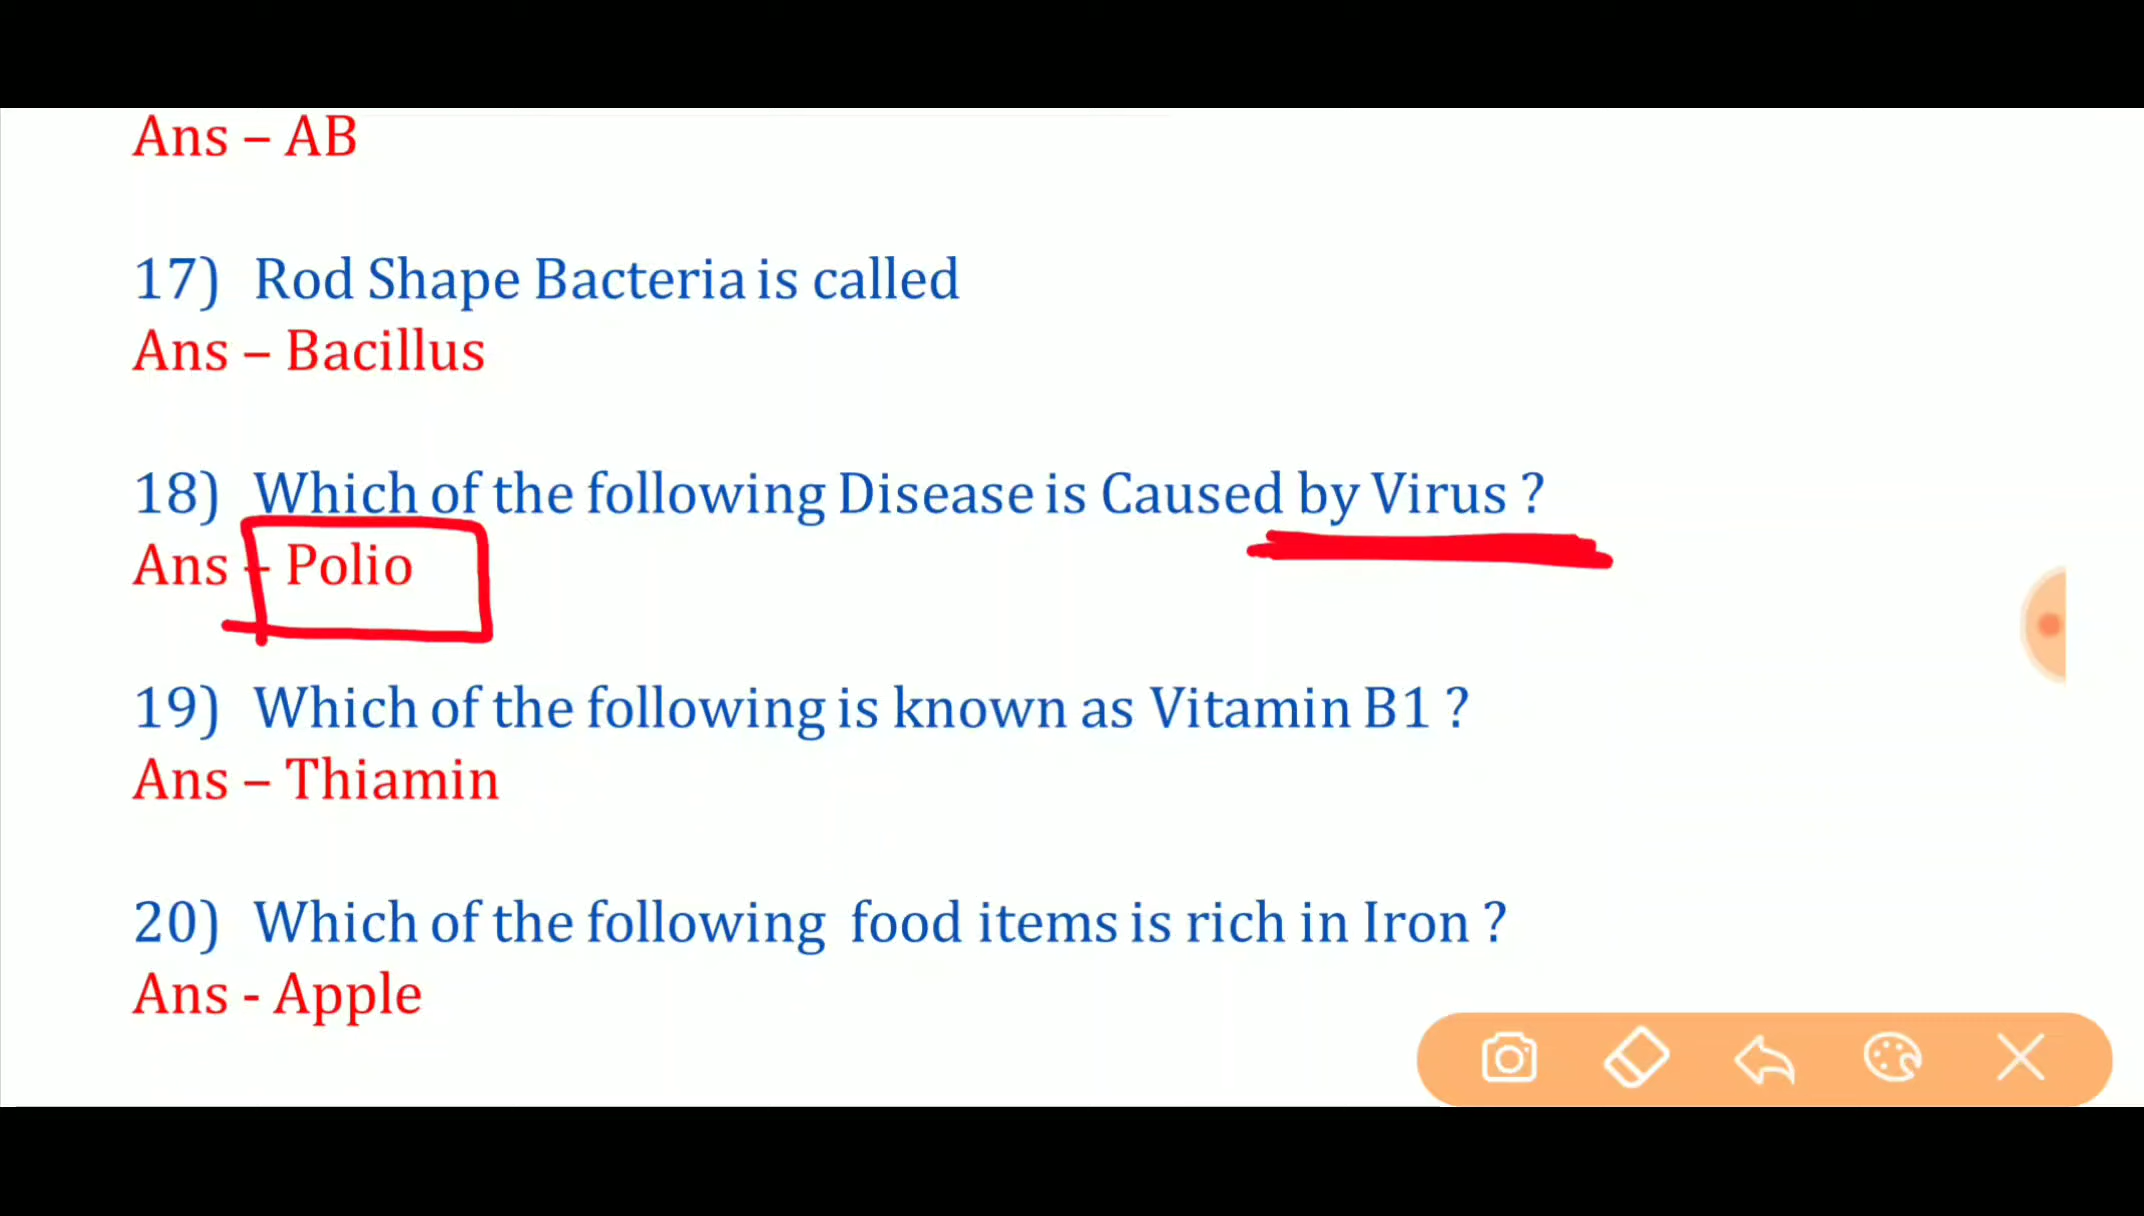 Ans – AB
17) Rod Shape Bacteria is called
Ans – Bacillus
18) Which of the following Disease is Caused by Virus ?
Ans – Polio
19) Which of the following is known as Vitamin B1 ?
Ans – Thiamin
20) Which of the following food items is rich in Iron ?
Ans - Apple